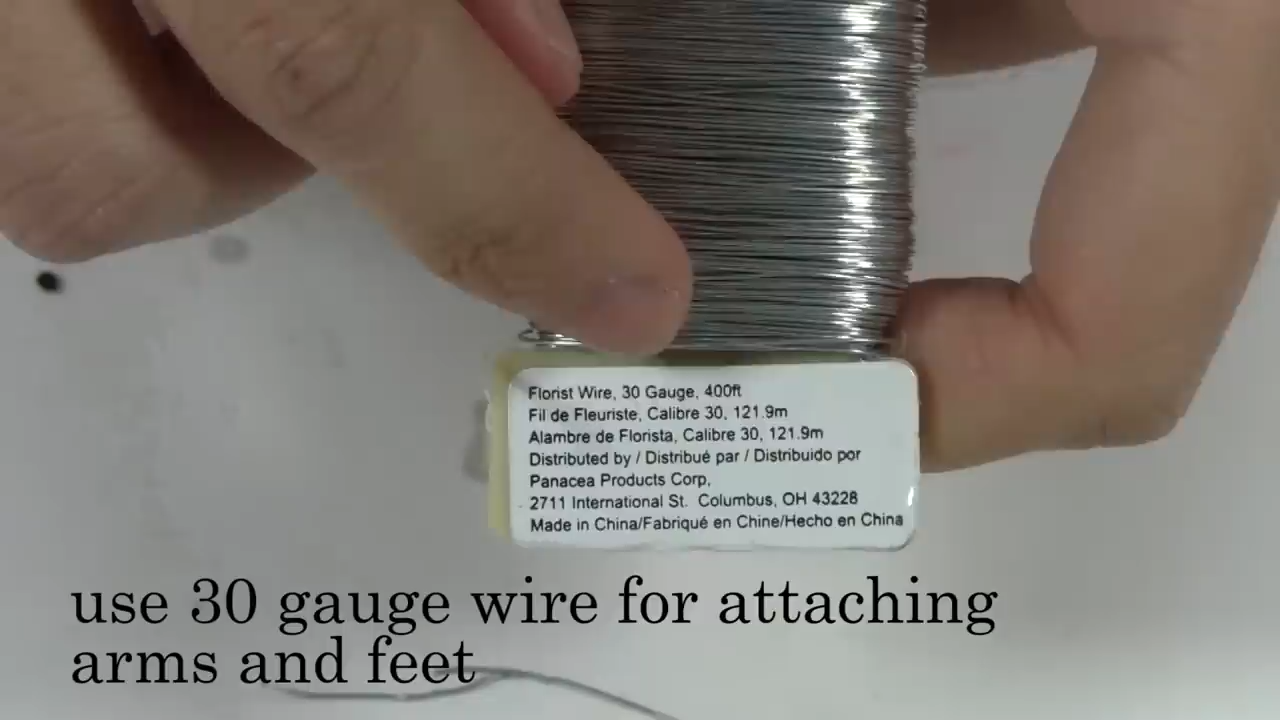 Florist Wire, 30 Gauge, 400ft
Fil de Fleuriste, Calibre 30, 121.9m
Alambre de Florista, Calibre 30, 121.9m
Distributed by / Distribué par / Distribuido por
Panacea Products Corp,
2711 International St. Columbus, OH 43228
Made in China/Fabriqué en Chine/Hecho en China
use 30 gauge wire for attaching
arms and feet